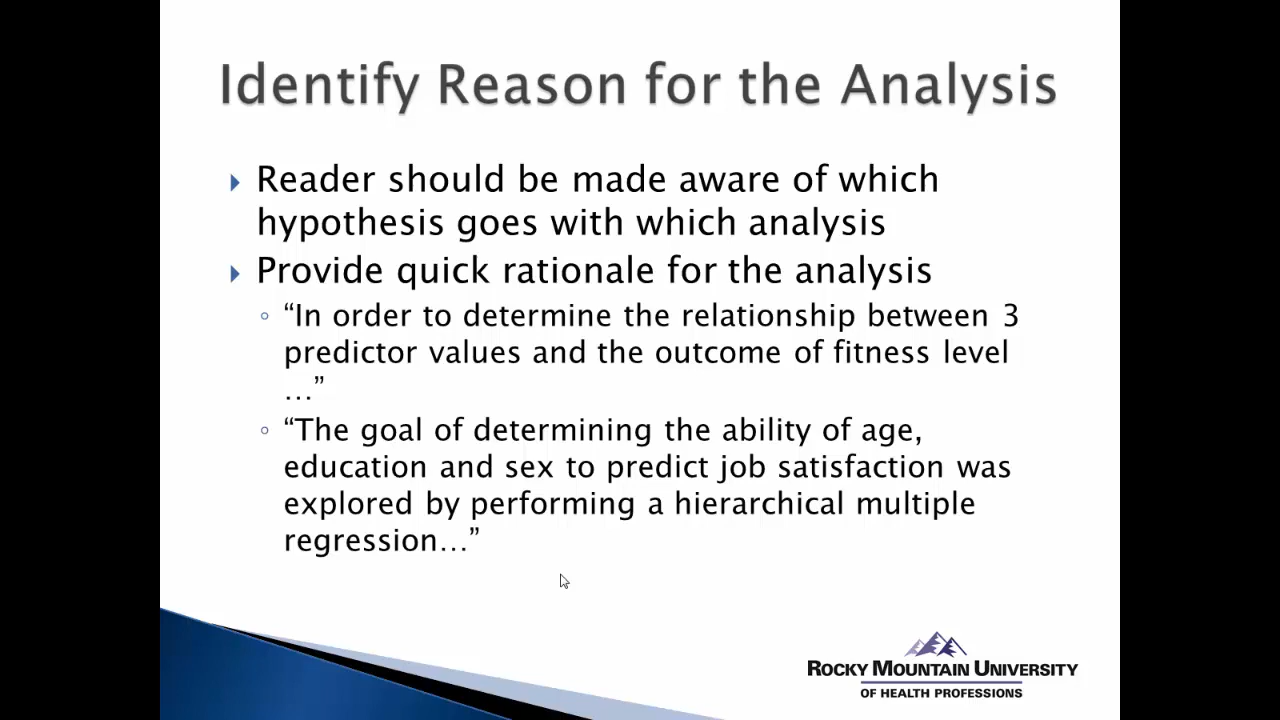 Identify Reason for the Analysis
Reader should be made aware of which
hypothesis goes with which analysis
Provide quick rationale for the analysis
“In order to determine the relationship between 3
predictor values and the outcome of fitness level
…”
“The goal of determining the ability of age,
education and sex to predict job satisfaction was
explored by performing a hierarchical multiple
regression…”
ROCKY MOUNTAIN UNIVERSITY
OF HEALTH PROFESSIONS